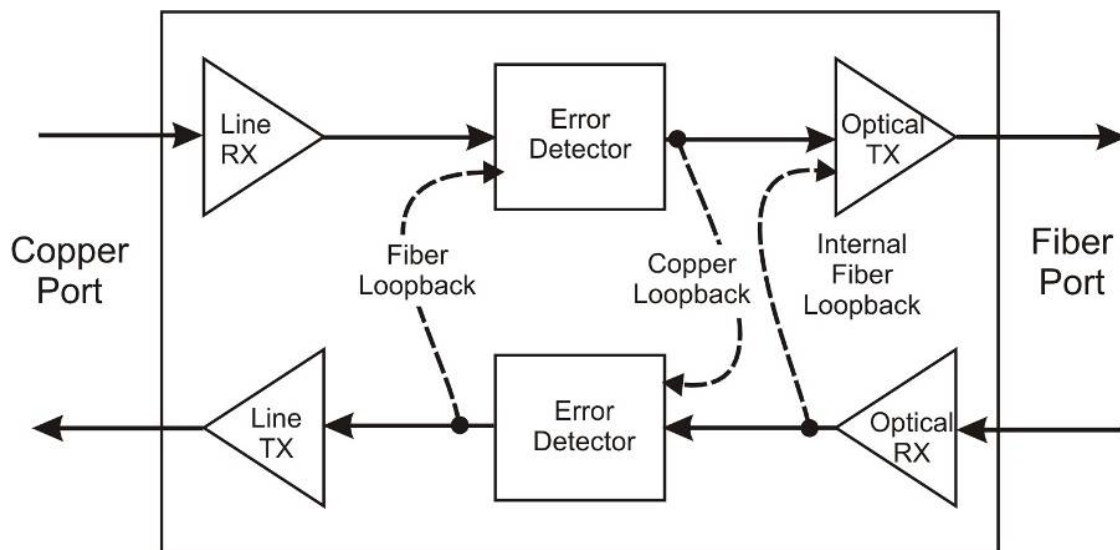 Line
RX
Error
Detector
Optical
TX
Copper
Port
Fiber
Loopback
Copper
Loopback
Internal
Fiber
Loopback
Fiber
Port
Line
TX
Error
Detector
Optical
RX